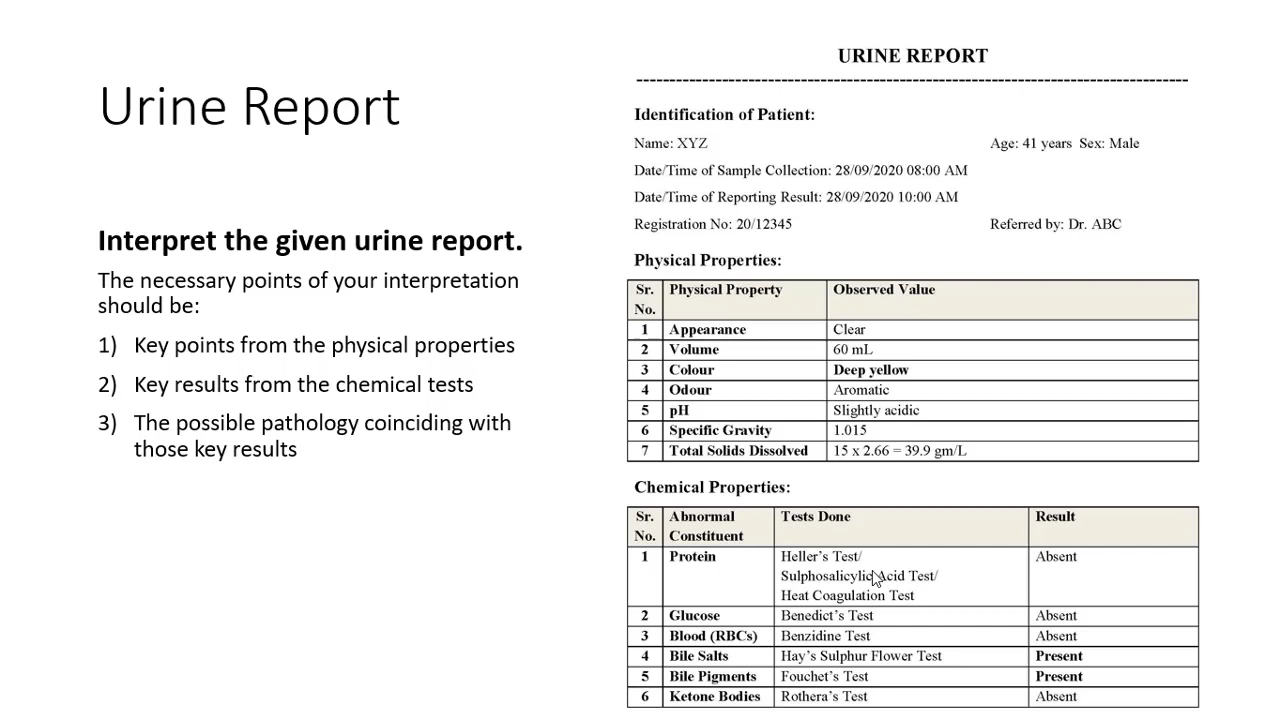 Urine Report
Interpret the given urine report.
The necessary points of your interpretation
should be:
1) Key points from the physical properties
2) Key results from the chemical tests
3) The possible pathology coinciding with
those key results
URINE REPORT
--------------------------------------------------------------------------------------
Identification of Patient:
Name: XYZ Age: 41 years Sex: Male
Date/Time of Sample Collection: 28/09/2020 08:00 AM
Date/Time of Reporting Result: 28/09/2020 10:00 AM
Registration No: 20/12345 Referred by: Dr. ABC
Physical Properties:
Sr. Physical Property Observed Value
No.
1 Appearance Clear
2 Volume 60 mL
3 Colour Deep yellow
4 Odour Aromatic
5 pH Slightly acidic
6 Specific Gravity 1.015
7 Total Solids Dissolved 15 x 2.66 = 39.9 gm/L
Chemical Properties:
Sr. Abnormal Tests Done Result
No. Constituent
1 Protein Heller's Test/ Absent
Sulphosalicylic Acid Test/
Heat Coagulation Test
2 Glucose Benedict's Test Absent
3 Blood (RBCs) Benzidine Test Absent
4 Bile Salts Hay's Sulphur Flower Test Present
5 Bile Pigments Fouchet's Test Present
6 Ketone Bodies Rothera's Test Absent